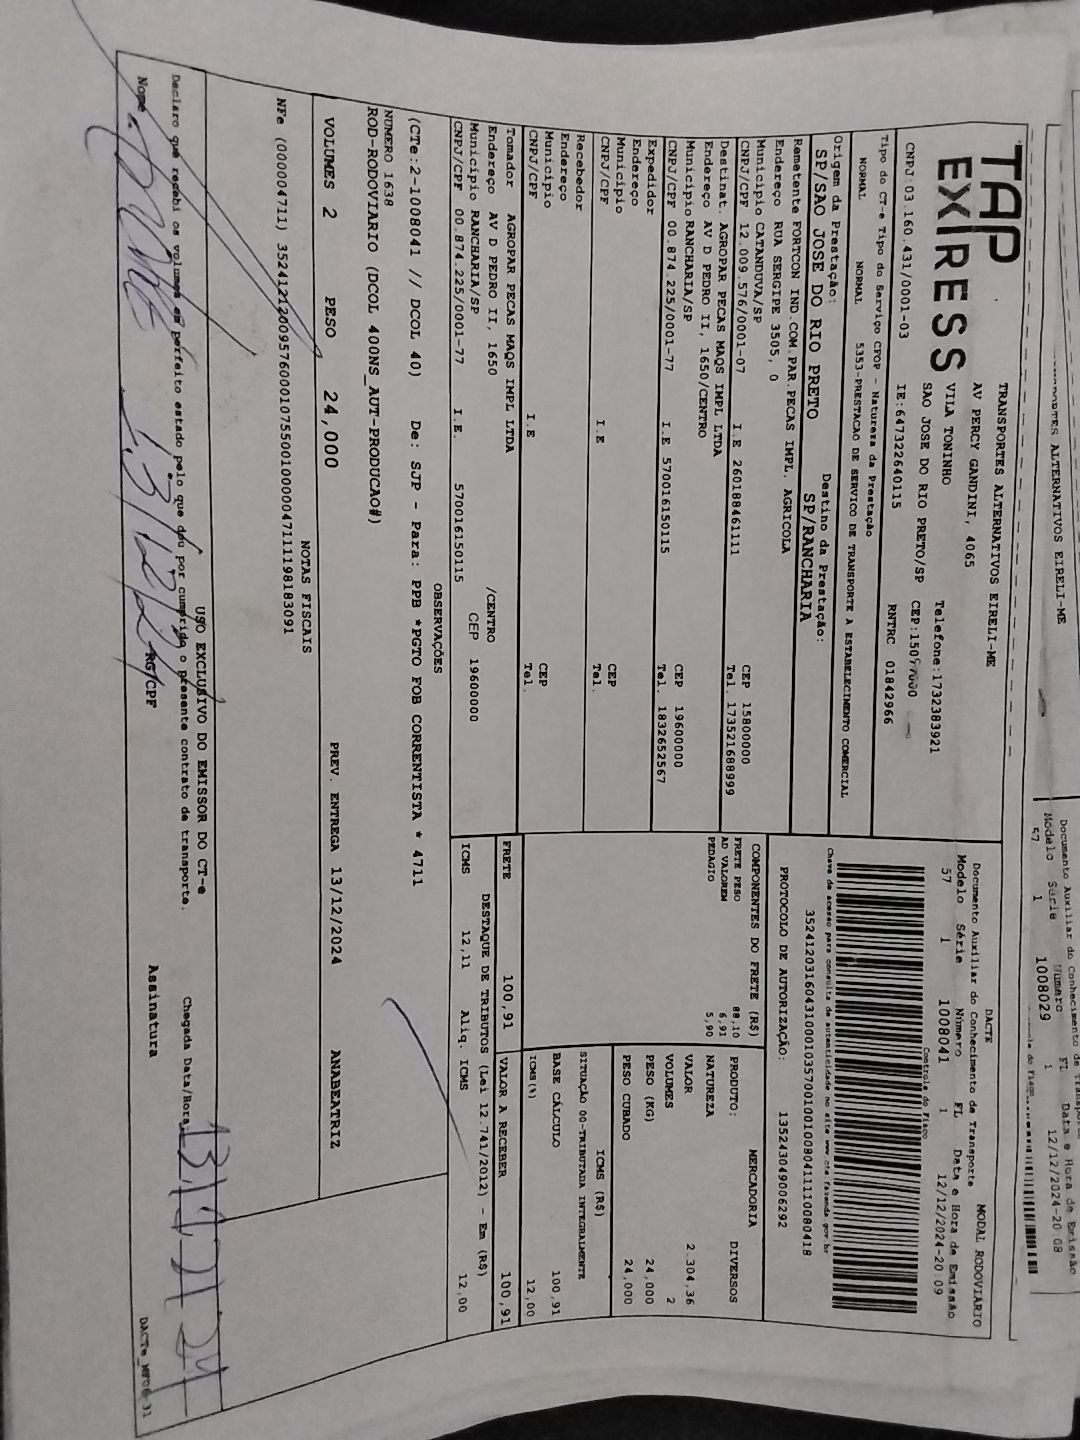 TRANSPORTES ALTERNATIVOS EIRELI-ME
Documento Auxiliar do Conhecimento de
Modelo Série Número FL Data e Hora de Emissão
57 1 1008029 1 12/12/2024-20 08
TAP EXPRESS
TRANSPORTES ALTERNATIVOS EIRELI-ME
AV PERCY GANDINI, 4065
VILA TONINHO Telefone:1732383921
SAO JOSE DO RIO PRETO/SP
CNPJ:03.160.431/0001-03 IE:647322640115 RNTRC 01842966
DACTE MODAL RODOVIÁRIO
Documento Auxiliar do Conhecimento de Transporte
Modelo Série Número FL Data e Hora de Emissão
57 1 1008041 1 12/12/2024-20:09
Controle do Fisco
Tipo do CT-e Tipo do Serviço CFOP - Natureza da Prestação
NORMAL NORMAL 5353-PRESTACAO DE SERVICO DE TRANSPORTE A ESTABELECIMENTO COMERCIAL
Chave de acesso para consulta de autenticidade no site www.cte.fazenda.gov.br
Origem da Prestação: Destino da Prestação:
SP/SAO JOSE DO RIO PRETO SP/RANCHARIA
PROTOCOLO DE AUTORIZAÇÃO: 135243049006292
Remetente FORTCON IND.COM.PAR.PECAS IMPL. AGRICOLA
Endereço RUA SERGIPE 3505, 0
Municipio CATANDUVA/SP CEP 15800000
CNPJ/CPF 12.009.576/0001-07 I.E 260188461111 Tel. 173521688999
Destinat. AGROPAR PECAS MAQS IMPL LTDA
Endereço AV D PEDRO II, 1650/CENTRO
Municipio RANCHARIA/SP CEP 19600000
CNPJ/CPF 00.874.225/0001-77 I.E 570016150115 Tel. 1832652567
Expedidor
Endereço
Municipio CEP
CNPJ/CPF I.E Tel.
Recebedor
Endereço
Municipio CEP
CNPJ/CPF I.E Tel.
Tomador AGROPAR PECAS MAQS IMPL LTDA
Endereço AV D PEDRO II, 1650 /CENTRO
Municipio RANCHARIA/SP CEP 19600000
CNPJ/CPF 00.874.225/0001-77 I.E. 570016150115
COMPONENTES DO FRETE (R$)
FRETE PESO 88,10
AD VALOREM 6,91
PEDAGIO 5,90
MERCADORIA
PRODUTO: DIVERSOS
NATUREZA
VALOR 2.304,36
VOLUMES 2
PESO (KG) 24,000
PESO CUBADO 24,000
ICMS (R$)
SITUAÇÃO 00-TRIBUTADA INTEGRALMENTE
BASE CÁLCULO 100,91
ICMS(%) 12,00
FRETE 100,91 VALOR A RECEBER 100,91
DESTAQUE DE TRIBUTOS (Lei 12.741/2012) - Em (R$)
ICMS 12,11 Aliq. ICMS 12,00
OBSERVAÇÕES
(CTe:2-1008041 // DCOL 40) De: SJP - Para: PPB *PGTO FOB CORRENTISTA * 4711
NUMERO 1638
ROD-RODOVIARIO (DCOL 400NS_AUT-PRODUCAO#)
VOLUMES 2 PESO 24,000 PREV. ENTREGA 13/12/2024 ANABEATRIZ
NOTAS FISCAIS
USO EXCLUSIVO DO EMISSOR DO CT-e
Declaro que recebi os volumes em perfeito estado pelo que dou por cumprido o presente contrato de transporte.
Chegada Data/Hora
Nome 13/12/24 RG/CPF Assinatura